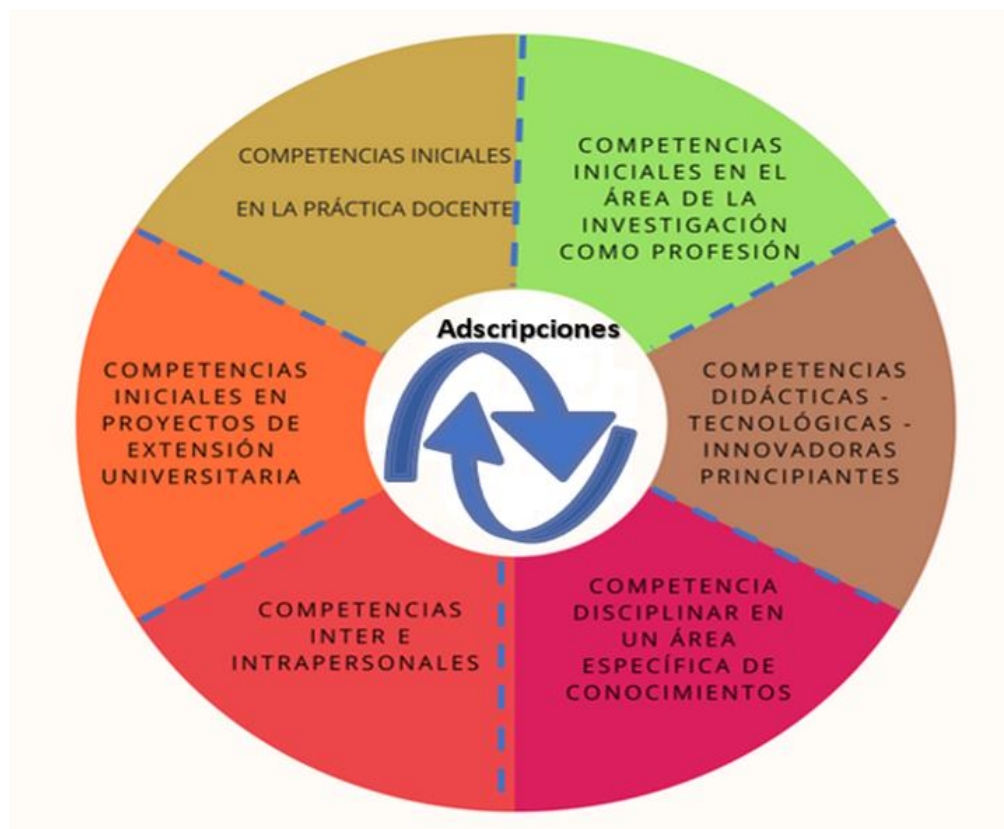 COMPETENCIAS INICIALES
EN LA PRÁCTICA DOCENTE
COMPETENCIAS
INICIALES EN EL
ÁREA DE LA
INVESTIGACIÓN
COMO PROFESIÓN
Adscripciones
COMPETENCIAS
INICIALES EN
PROYECTOS DE
EXTENSIÓN
UNIVERSITARIA
COMPETENCIAS
DIDÁCTICAS -
TECNOLÓGICAS -
INNOVADORAS
PRINCIPIANTES
COMPETENCIAS
INTER E
INTRAPERSONALES
COMPETENCIA
DISCIPLINAR EN
UN ÁREA
ESPECÍFICA DE
CONOCIMIENTOS